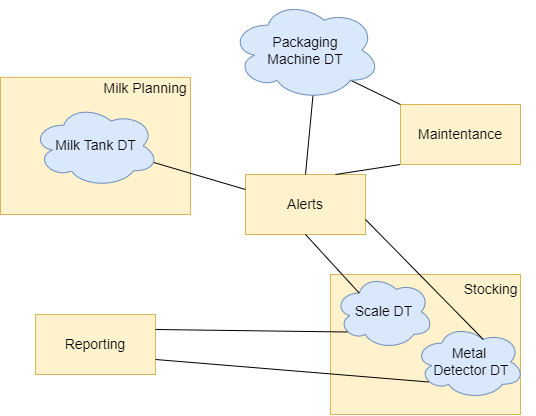 Packaging
Machine DT
Milk Planning
Maintentance
Milk Tank DT
Alerts
Stocking
Scale DT
Reporting
Metal
Detector DT